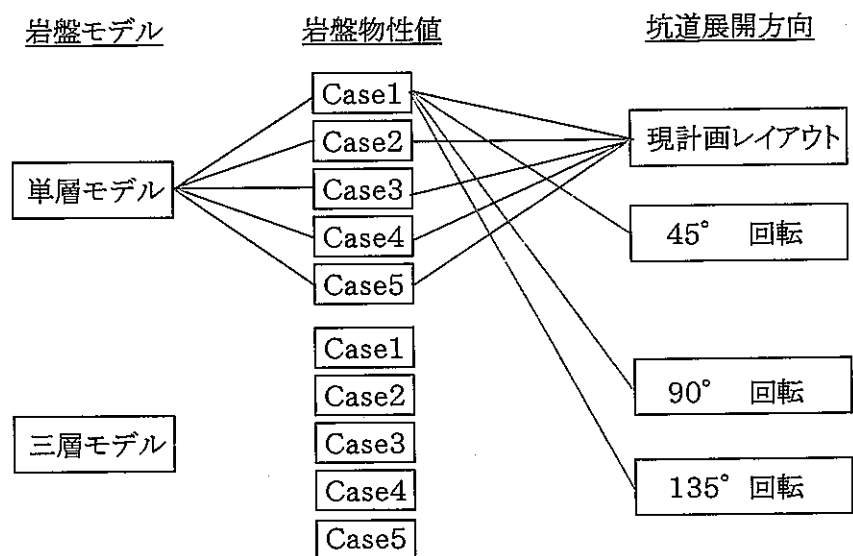 岩盤モデル
岩盤物性値
坑道展開方向
単層モデル
三層モデル
Case1
Case2
Case3
Case4
Case5
Case1
Case2
Case3
Case4
Case5
現計画レイアウト
45° 回転
90° 回転
135° 回転